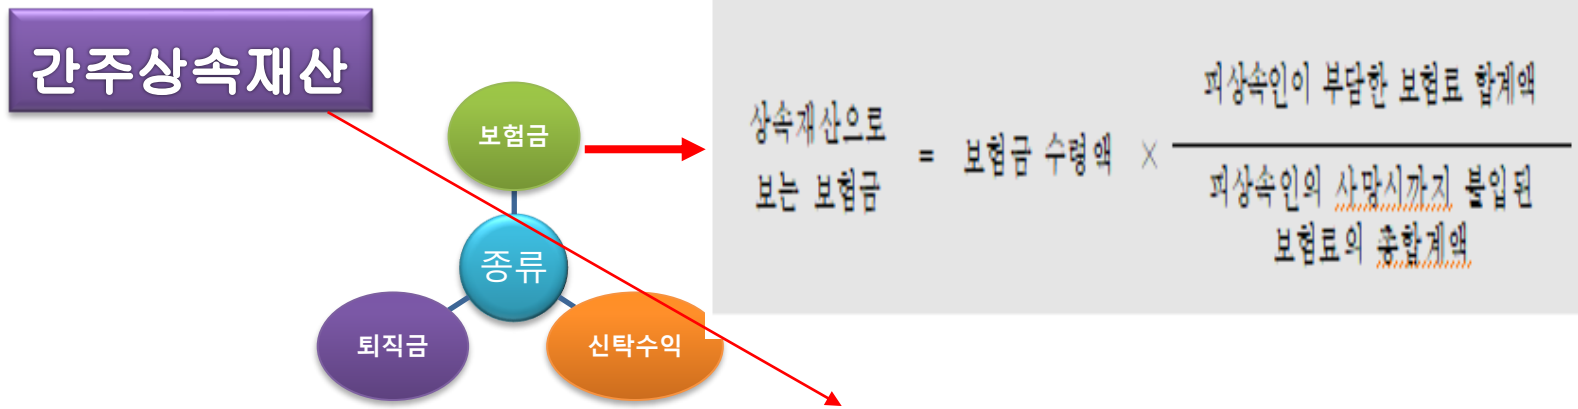 간주상속재산
보험금
종류
퇴직금
신탁수익
상속재산으로
보는 보험금
= 보험금 수령액 ×
피상속인이 부담한 보험료 합계액
피상속인의 사망시까지 불입된
보험료의 총합계액